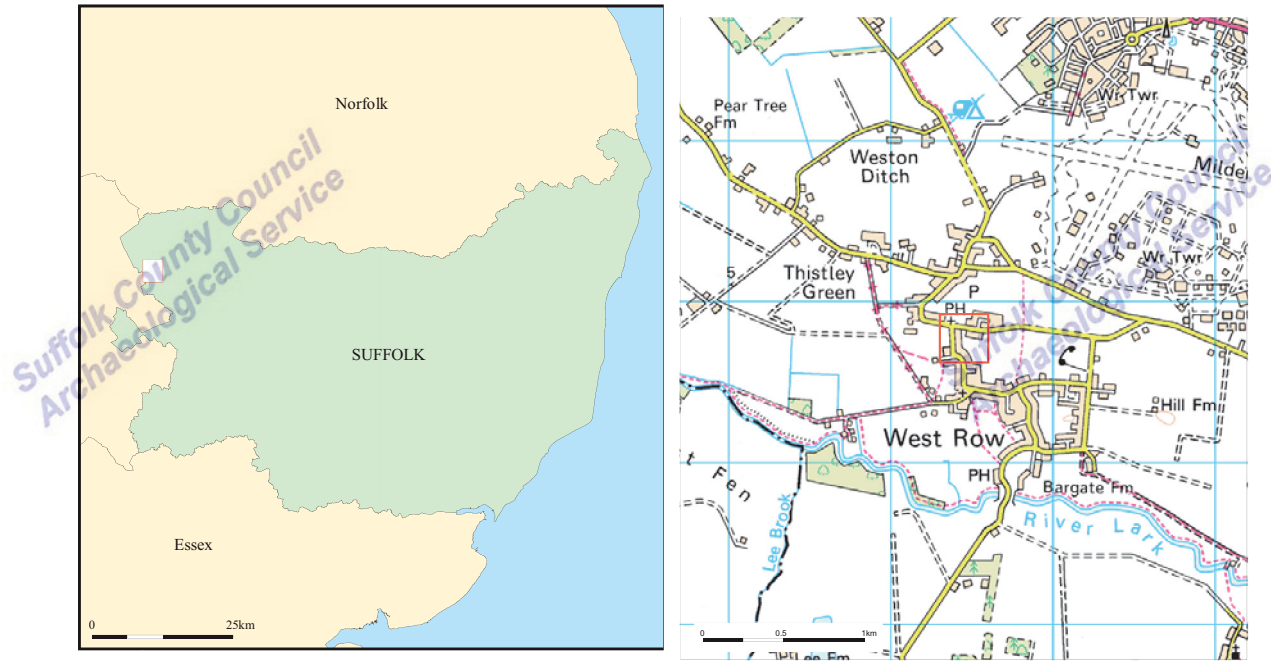 Norfolk
SUFFOLK
Essex
0 25km
Suffolk County Council
Archaeological Service
Pear Tree
Fm
Weston
Ditch
Wr Twr
Milde
Wr Twr
5
Thistley
Green
P
PH
Hill Fm
West Row
PH
Bargate Fm
t Fen
River Lark
Lee Brook
Lee Fm
0 0.5 1km
Suffolk County Council
Archaeological Service